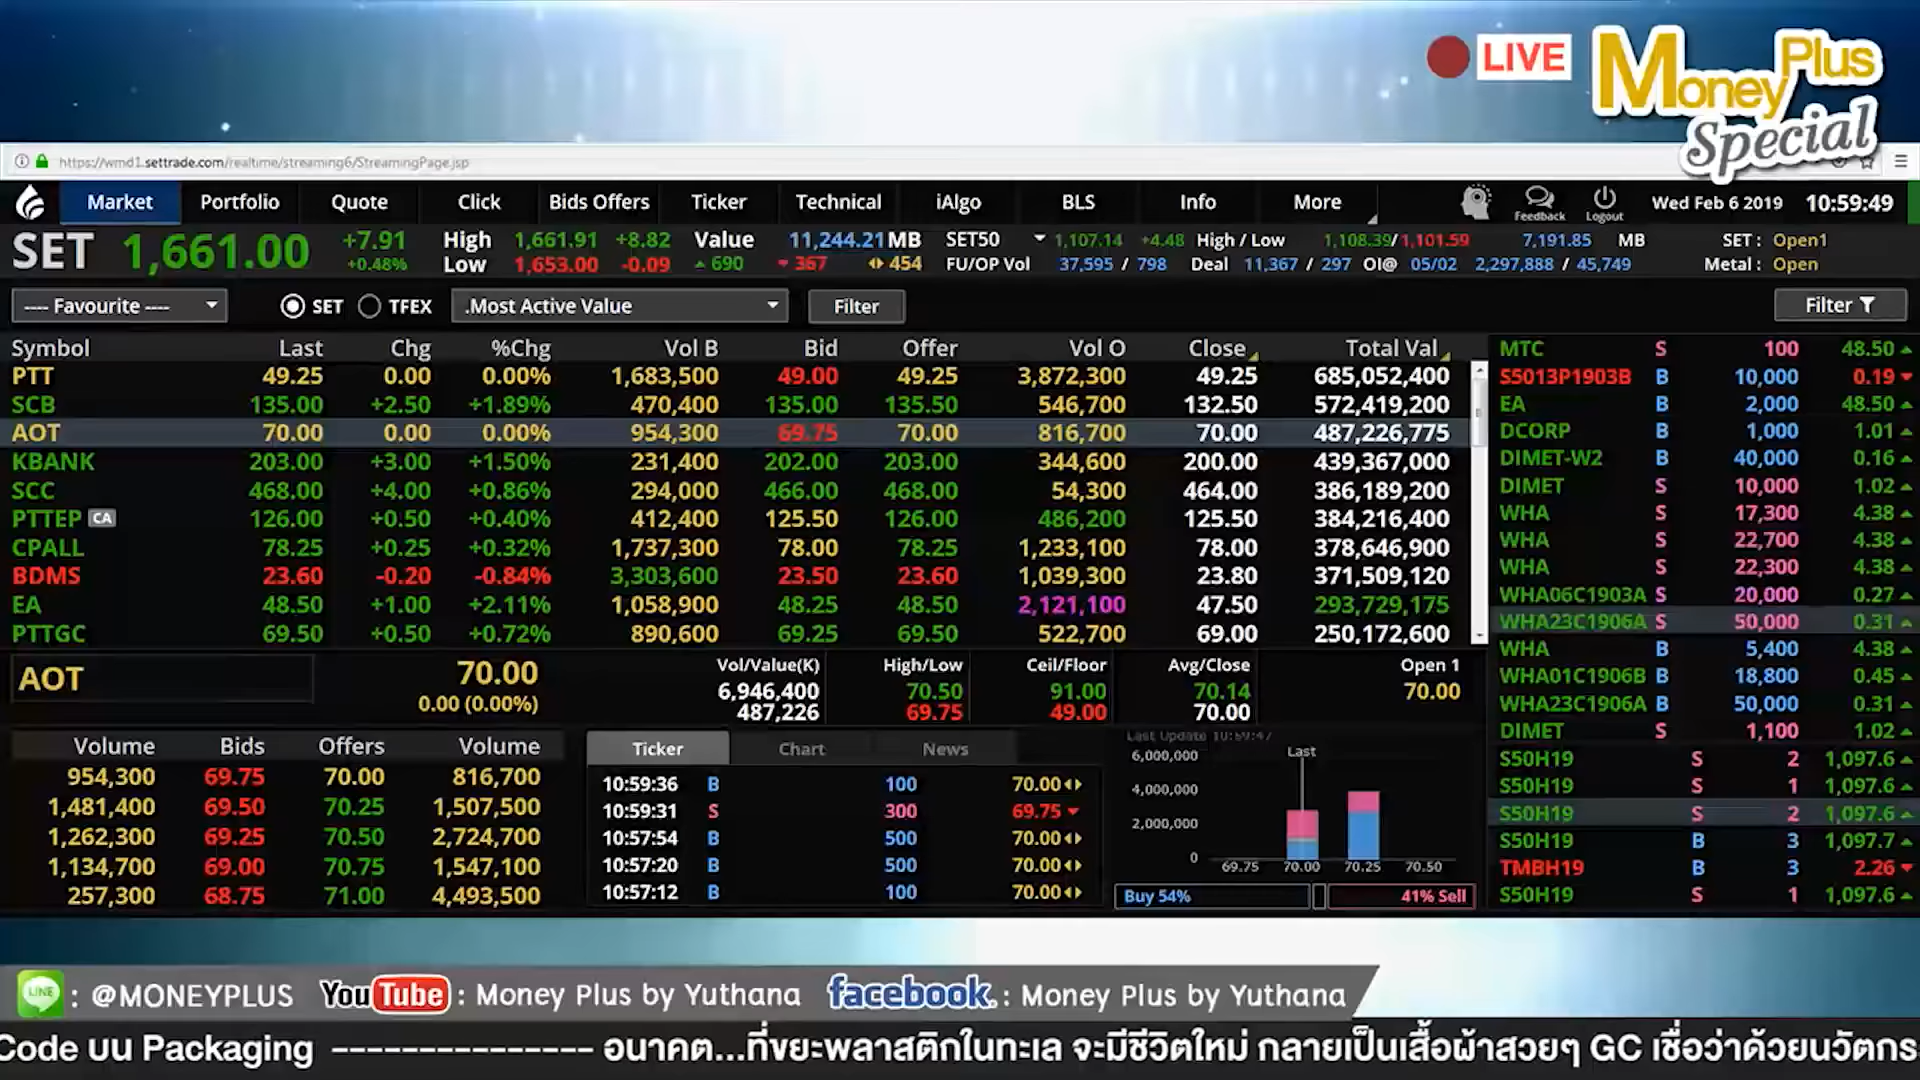 LIVE
Money Plus
Special
https://wmd1.settrade.com/realtime/streaming6/StreamingPage.jsp
Market Portfolio Quote Click Bids Offers Ticker Technical iAlgo BLS Info More Feedback Logout Wed Feb 6 2019 10:59:49
SET 1,661.00 +7.91 High 1,661.91 +8.82 Value 11,244.21 MB SET50 1,107.14 +4.48 High / Low 1,108.39/1,101.59 7,191.85 MB SET : Open1
+0.48% Low 1,653.00 -0.09 690 367 454 FU/OP Vol 37,595 / 798 Deal 11,367 / 297 OI@ 05/02 2,297,888 / 45,749 Metal : Open
---- Favourite ---- SET TFEX .Most Active Value Filter Filter
Symbol Last Chg %Chg Vol B Bid Offer Vol O Close Total Val
PTT 49.25 0.00 0.00% 1,683,500 49.00 49.25 3,872,300 49.25 685,052,400
SCB 135.00 +2.50 +1.89% 470,400 135.00 135.50 546,700 132.50 572,419,200
AOT 70.00 0.00 0.00% 954,300 69.75 70.00 816,700 70.00 487,226,775
KBANK 203.00 +3.00 +1.50% 231,400 202.00 203.00 344,600 200.00 439,367,000
SCC 468.00 +4.00 +0.86% 294,000 466.00 468.00 54,300 464.00 386,189,200
PTTEP CA 126.00 +0.50 +0.40% 412,400 125.50 126.00 486,200 125.50 384,216,400
CPALL 78.25 +0.25 +0.32% 1,737,300 78.00 78.25 1,233,100 78.00 378,646,900
BDMS 23.60 -0.20 -0.84% 3,303,600 23.50 23.60 1,039,300 23.80 371,509,120
EA 48.50 +1.00 +2.11% 1,058,900 48.25 48.50 2,121,100 47.50 293,729,175
PTTGC 69.50 +0.50 +0.72% 890,600 69.25 69.50 522,700 69.00 250,172,600
MTC S 100 48.50
S5013P1903B B 10,000 0.19
EA B 2,000 48.50
DCORP B 1,000 1.01
DIMET-W2 B 40,000 0.16
DIMET S 10,000 1.02
WHA S 17,300 4.38
WHA S 22,700 4.38
WHA S 22,300 4.38
WHA06C1903A S 20,000 0.27
WHA23C1906A S 50,000 0.31
WHA B 5,400 4.38
WHA01C1906B B 18,800 0.45
WHA23C1906A B 50,000 0.31
DIMET S 1,100 1.02
S50H19 S 2 1,097.6
S50H19 S 1 1,097.6
S50H19 S 2 1,097.6
S50H19 B 3 1,097.7
TMBH19 B 3 2.26
S50H19 S 1 1,097.6
AOT 70.00 Vol/Value(K) High/Low Ceil/Floor Avg/Close Open 1
0.00 (0.00%) 6,946,400 70.50 91.00 70.14 70.00
487,226 69.75 49.00 70.00
Volume Bids Offers Volume
954,300 69.75 70.00 816,700
1,481,400 69.50 70.25 1,507,500
1,262,300 69.25 70.50 2,724,700
1,134,700 69.00 70.75 1,547,100
257,300 68.75 71.00 4,493,500
Ticker Chart News
10:59:36 B 100 70.00
10:59:31 S 300 69.75
10:57:54 B 500 70.00
10:57:20 B 500 70.00
10:57:12 B 100 70.00
Last Update 10:59:47
Last
6,000,000
4,000,000
2,000,000
0
69.75 70.00 70.25 70.50
Buy 54% 41% Sell
LINE : @MONEYPLUS YouTube : Money Plus by Yuthana facebook. : Money Plus by Yuthana
Code บน Packaging --------------- อนาคต...ที่ขยะพลาสติกในทะเล จะมีชีวิตใหม่ กลายเป็นเสื้อผ้าสวยๆ GC เชื่อว่าด้วยนวัตกร